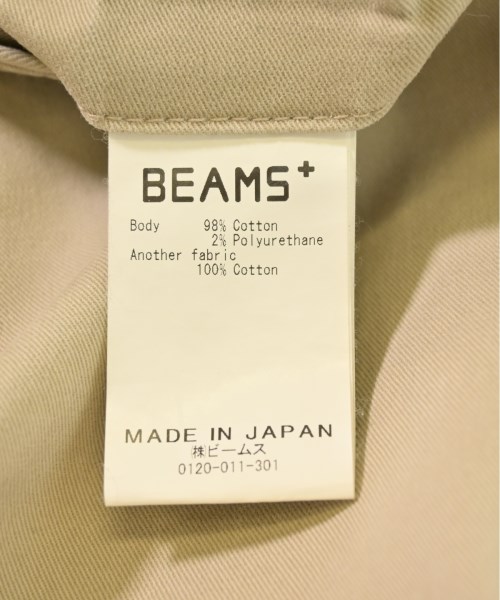 BEAMS+
Body 98% Cotton
2% Polyurethane
Another fabric
100% Cotton
MADE IN JAPAN
㈱ビームス
0120-011-301